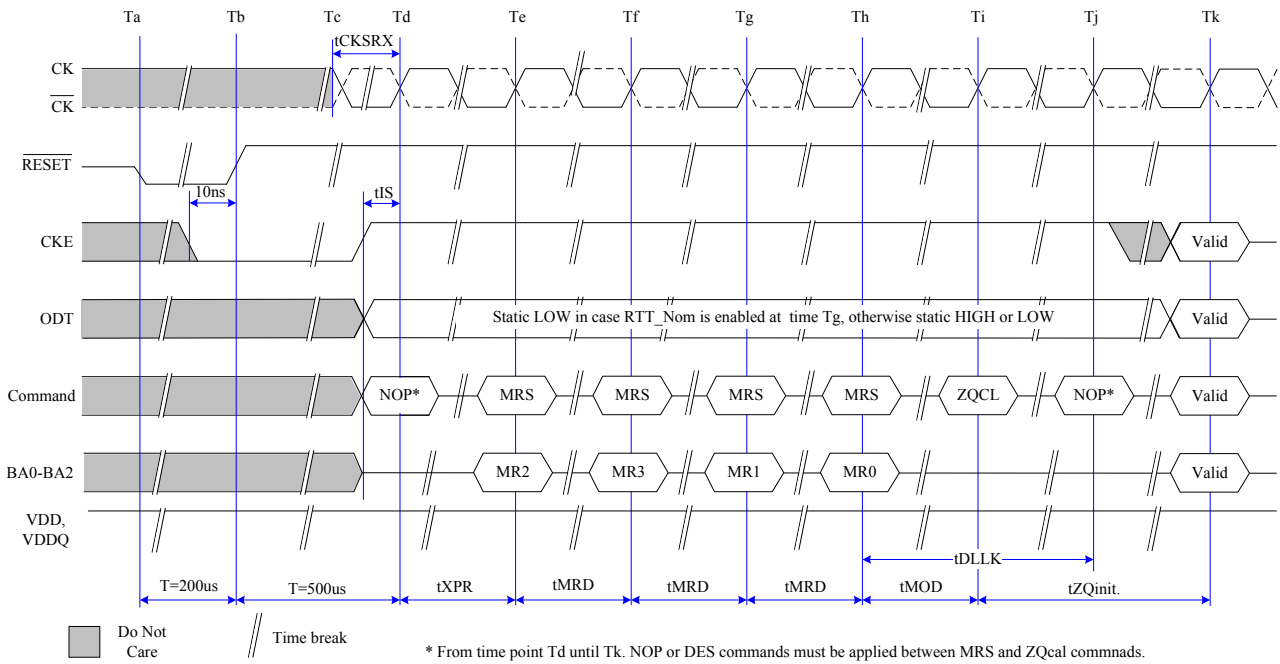 Ta Tb Tc Td Te Tf Tg Th Ti Tj Tk
tCKSRX
CK
CK
RESET
10ns
tIS
CKE
Valid
ODT
Static LOW in case RTT_Nom is enabled at time Tg, otherwise static HIGH or LOW
Valid
Command
NOP* MRS MRS MRS MRS ZQCL NOP* Valid
BA0-BA2
MR2 MR3 MR1 MR0 Valid
VDD,
VDDQ
tDLLK
T=200us T=500us tXPR tMRD tMRD tMRD tMOD tZQinit.
Do Not
Care
Time break
* From time point Td until Tk. NOP or DES commands must be applied between MRS and ZQcal commnads.